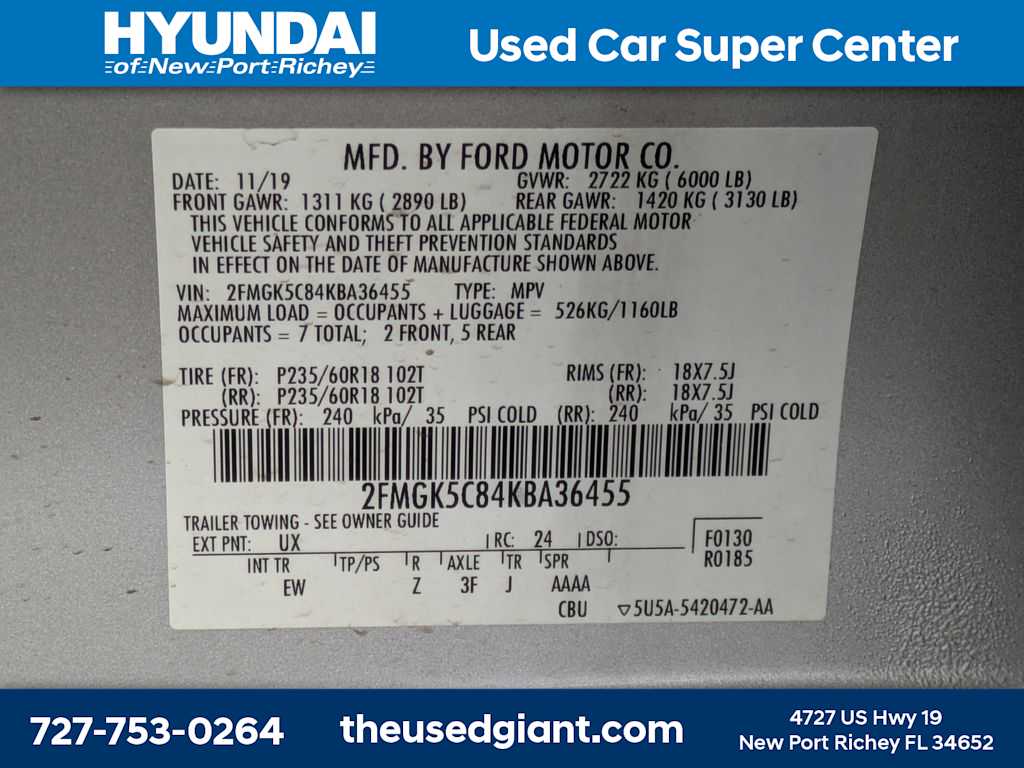 HYUNDAI
of New Port Richey
Used Car Super Center
MFD. BY FORD MOTOR CO.
DATE: 11/19 GVWR: 2722 KG ( 6000 LB)
FRONT GAWR: 1311 KG ( 2890 LB) REAR GAWR: 1420 KG ( 3130 LB)
THIS VEHICLE CONFORMS TO ALL APPLICABLE FEDERAL MOTOR
VEHICLE SAFETY AND THEFT PREVENTION STANDARDS
IN EFFECT ON THE DATE OF MANUFACTURE SHOWN ABOVE.
VIN: 2FMGK5C84KBA36455 TYPE: MPV
MAXIMUM LOAD = OCCUPANTS + LUGGAGE = 526KG/1160LB
OCCUPANTS = 7 TOTAL; 2 FRONT, 5 REAR
TIRE (FR): P235/60R18 102T RIMS (FR): 18X7.5J
(RR): P235/60R18 102T (RR): 18X7.5J
PRESSURE (FR): 240 kPa/ 35 PSI COLD (RR): 240 kPa/ 35 PSI COLD
2FMGK5C84KBA36455
TRAILER TOWING - SEE OWNER GUIDE
EXT PNT: UX RC: 24 DSO: F0130
INT TR TP/PS R AXLE TR SPR R0185
EW Z 3F J AAAA
CBU ▽5U5A-5420472-AA
727-753-0264
theusedgiant.com
4727 US Hwy 19
New Port Richey FL 34652